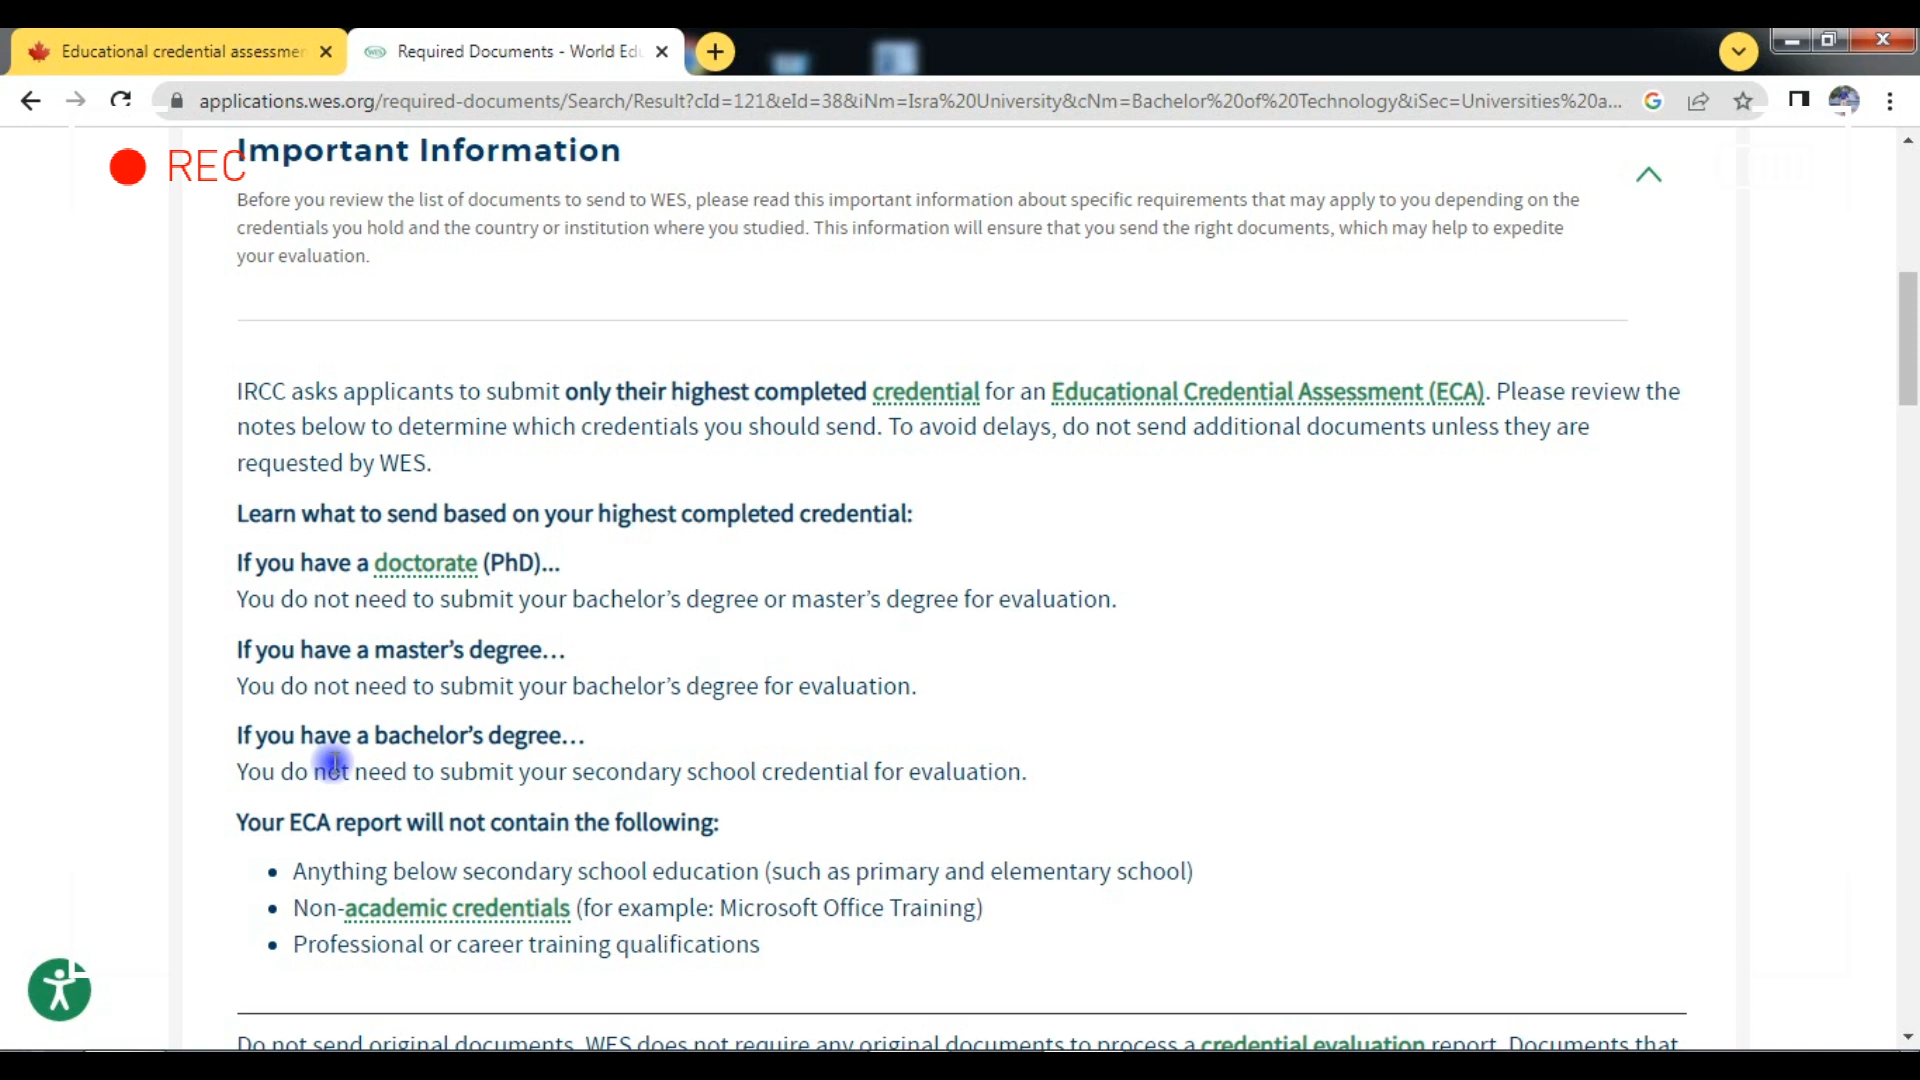 Educational credential assessmen
Required Documents - World Edu
applications.wes.org/required-documents/Search/Result?cId=121&eId=38&iNm=Isra%20University&cNm=Bachelor%20of%20Technology&iSec=Universities%20a...
Important Information
REC
Before you review the list of documents to send to WES, please read this important information about specific requirements that may apply to you depending on the
credentials you hold and the country or institution where you studied. This information will ensure that you send the right documents, which may help to expedite
your evaluation.
IRCC asks applicants to submit only their highest completed credential for an Educational Credential Assessment (ECA). Please review the
notes below to determine which credentials you should send. To avoid delays, do not send additional documents unless they are
requested by WES.
Learn what to send based on your highest completed credential:
If you have a doctorate (PhD)...
You do not need to submit your bachelor's degree or master's degree for evaluation.
If you have a master's degree...
You do not need to submit your bachelor's degree for evaluation.
If you have a bachelor's degree...
You do not need to submit your secondary school credential for evaluation.
Your ECA report will not contain the following:
• Anything below secondary school education (such as primary and elementary school)
• Non-academic credentials (for example: Microsoft Office Training)
• Professional or career training qualifications
Do not send original documents. WES does not require any original documents to process a credential evaluation report. Documents that